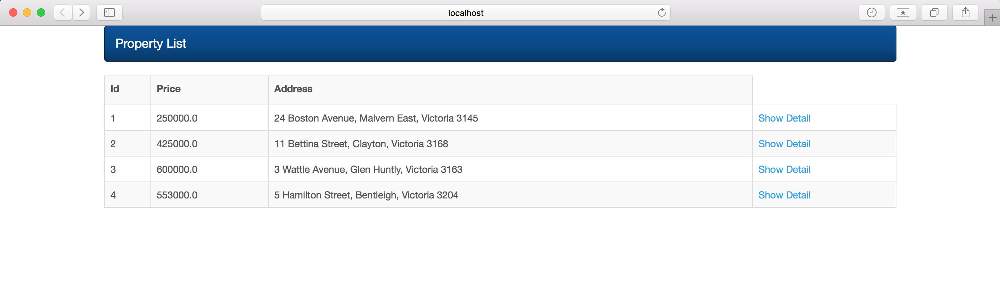 localhost
Property List
Id Price Address
1 250000.0 24 Boston Avenue, Malvern East, Victoria 3145 Show Detail
2 425000.0 11 Bettina Street, Clayton, Victoria 3168 Show Detail
3 600000.0 3 Wattle Avenue, Glen Huntly, Victoria 3163 Show Detail
4 553000.0 5 Hamilton Street, Bentleigh, Victoria 3204 Show Detail